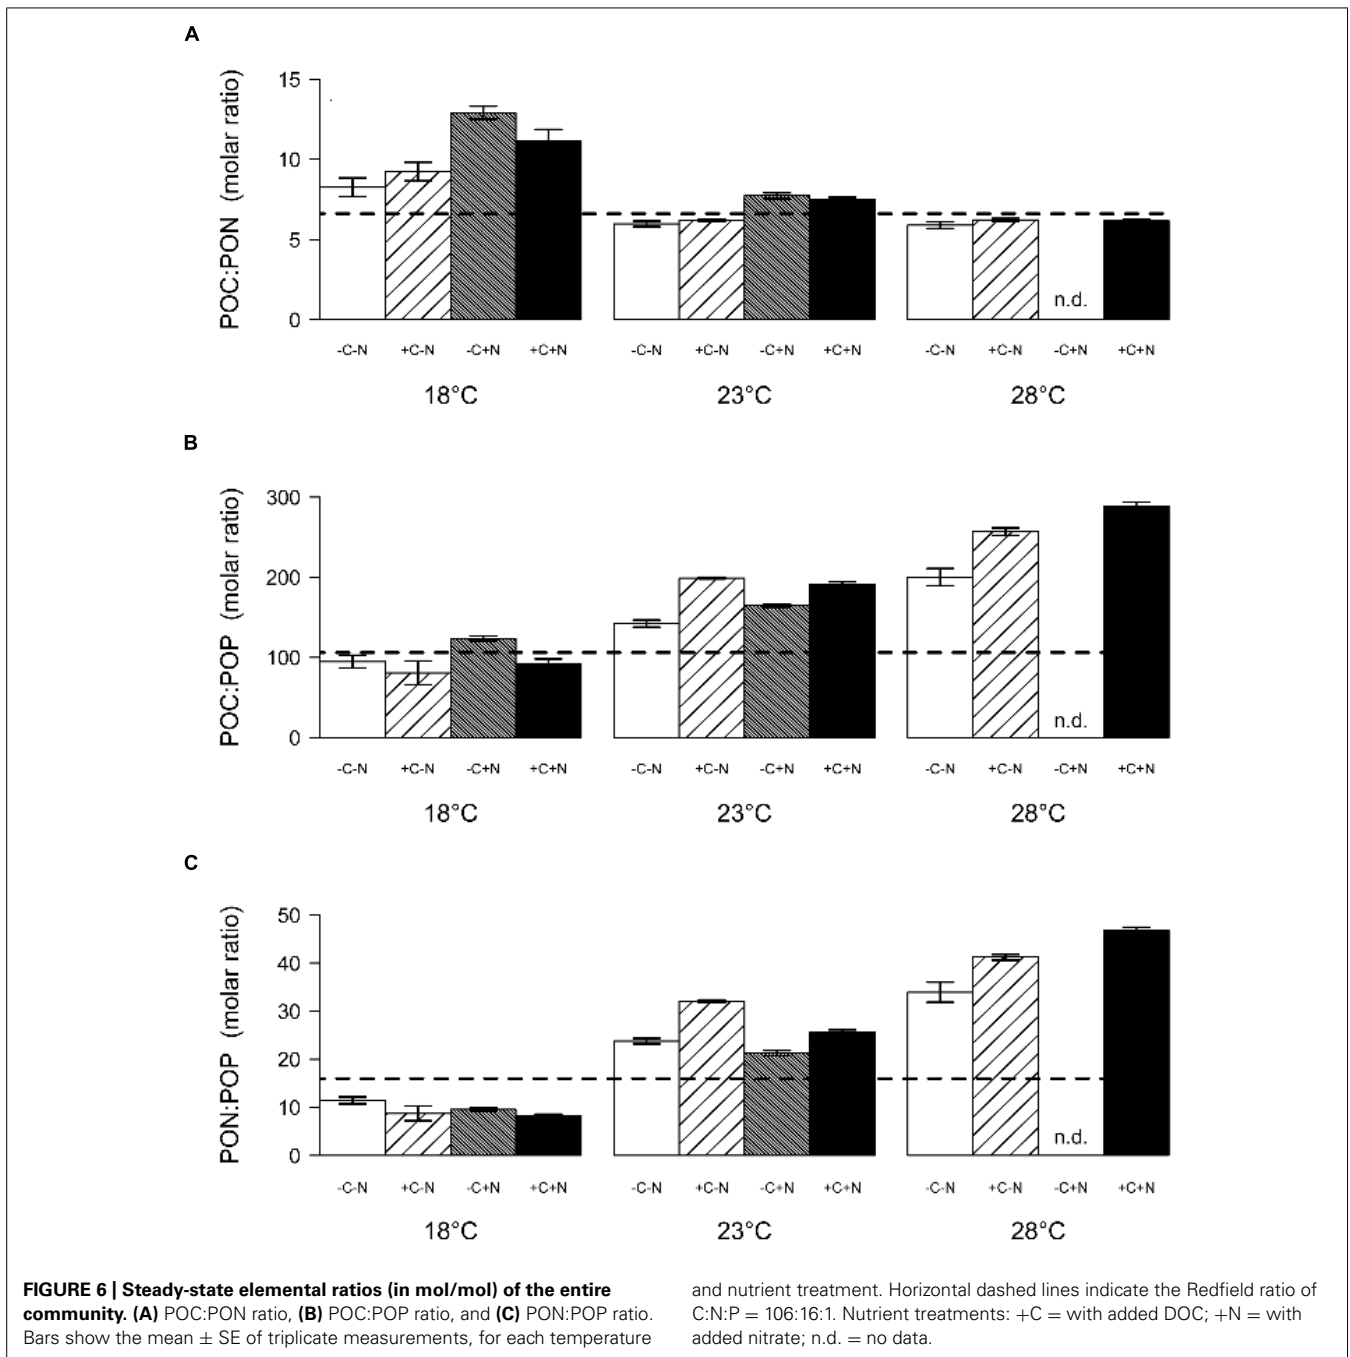 A
POC:PON (molar ratio)
15
10
5
0
n.d.
-C-N +C-N -C+N +C+N -C-N +C-N -C+N +C+N -C-N +C-N -C+N +C+N
18°C 23°C 28°C
B
POC:POP (molar ratio)
300
200
100
0
n.d.
-C-N +C-N -C+N +C+N -C-N +C-N -C+N +C+N -C-N +C-N -C+N +C+N
18°C 23°C 28°C
C
PON:POP (molar ratio)
50
40
30
20
10
0
n.d.
-C-N +C-N -C+N +C+N -C-N +C-N -C+N +C+N -C-N +C-N -C+N +C+N
18°C 23°C 28°C
FIGURE 6 | Steady-state elemental ratios (in mol/mol) of the entire
community. (A) POC:PON ratio, (B) POC:POP ratio, and (C) PON:POP ratio.
Bars show the mean ± SE of triplicate measurements, for each temperature
and nutrient treatment. Horizontal dashed lines indicate the Redfield ratio of
C:N:P = 106:16:1. Nutrient treatments: +C = with added DOC; +N = with
added nitrate; n.d. = no data.